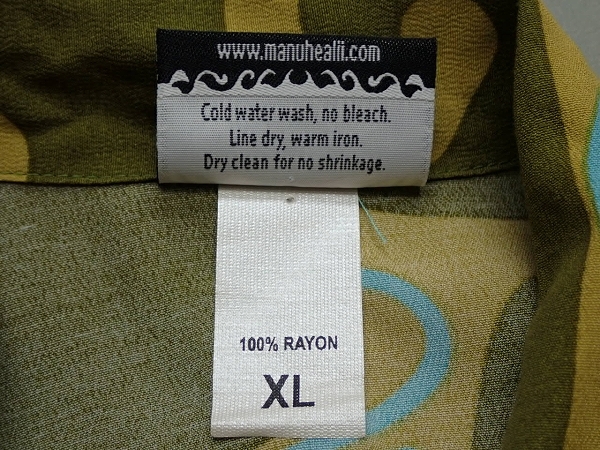 www.manuhealii.com
Cold water wash, no bleach.
Line dry, warm iron.
Dry clean for no shrinkage.
100% RAYON
XL